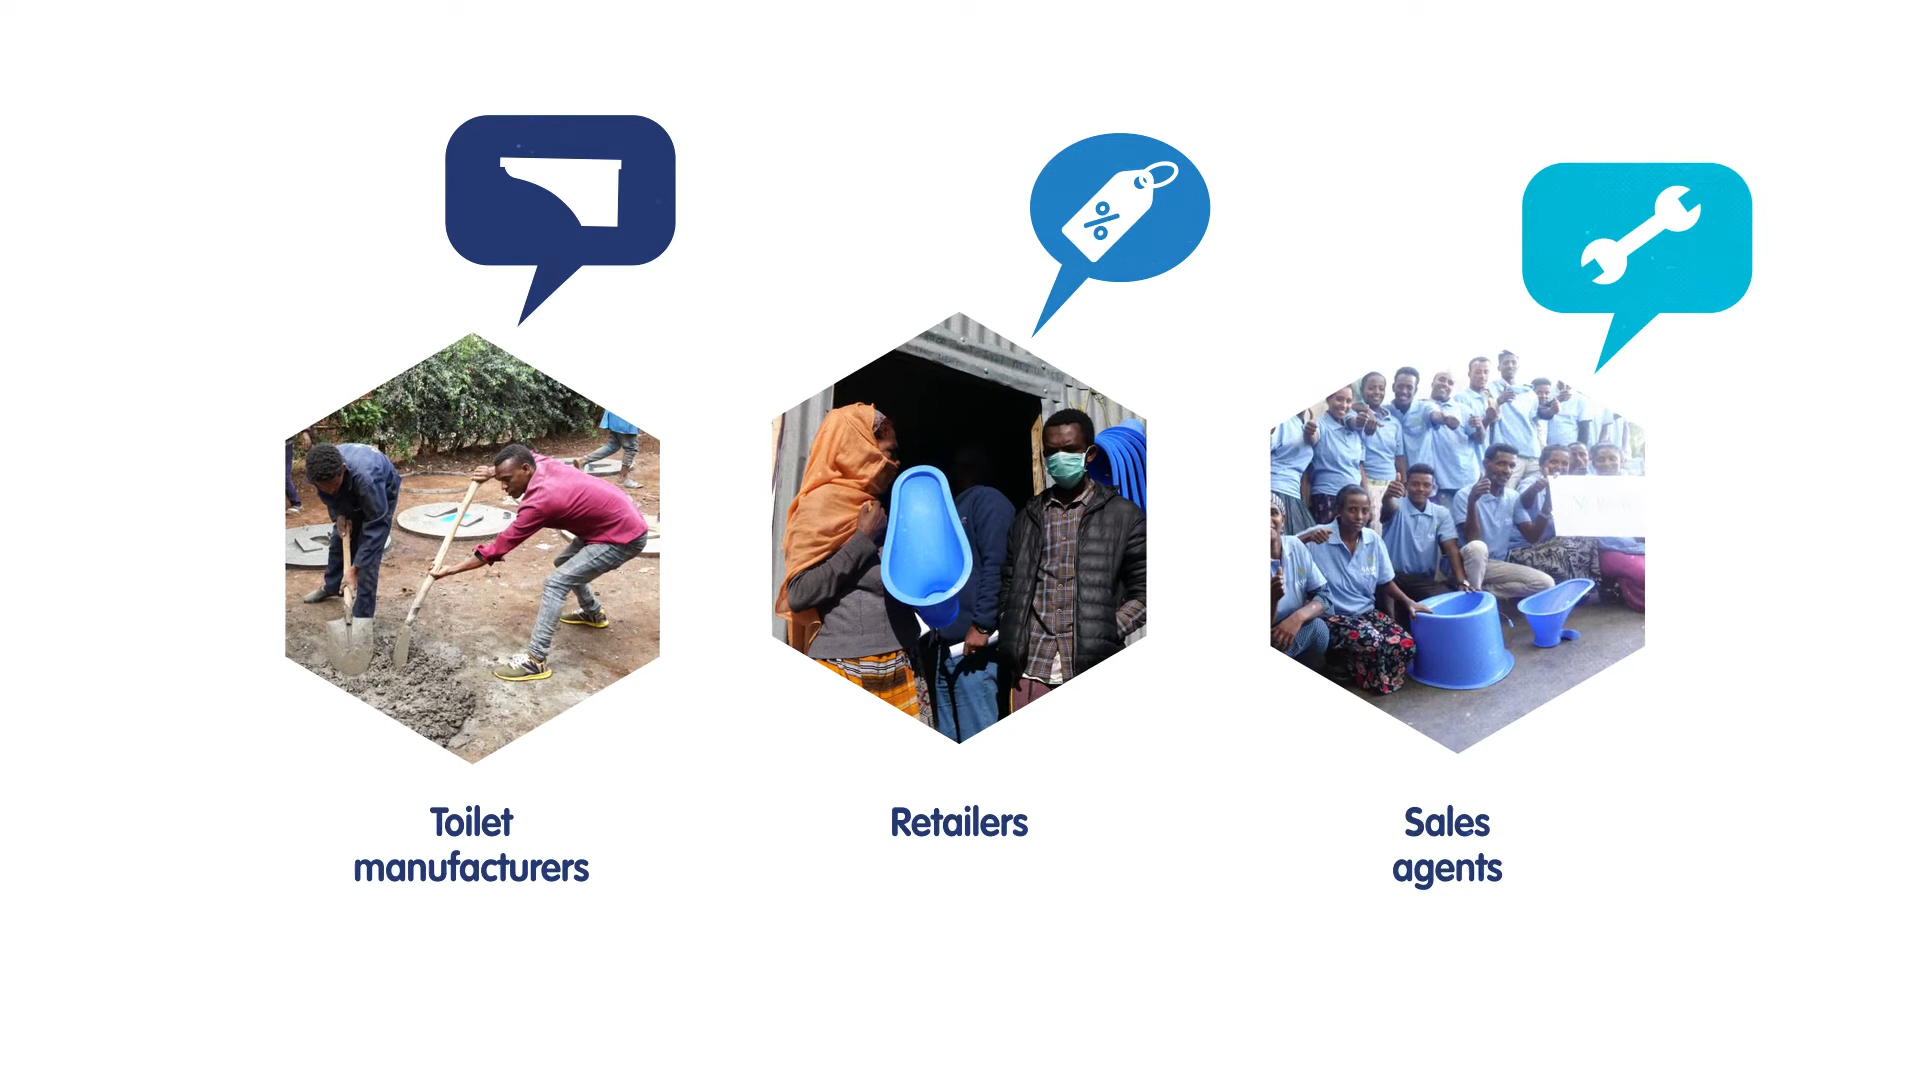 Toilet
manufacturers
Retailers
Sales
agents